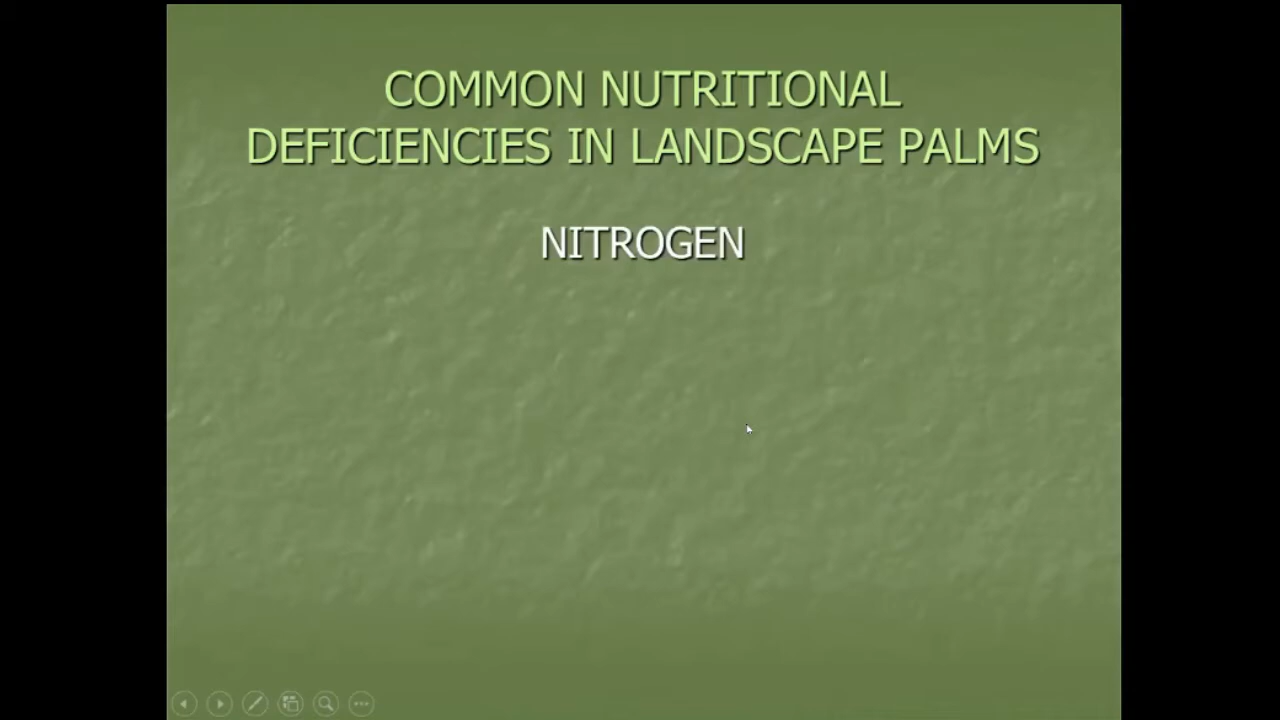 COMMON NUTRITIONAL
DEFICIENCIES IN LANDSCAPE PALMS
NITROGEN